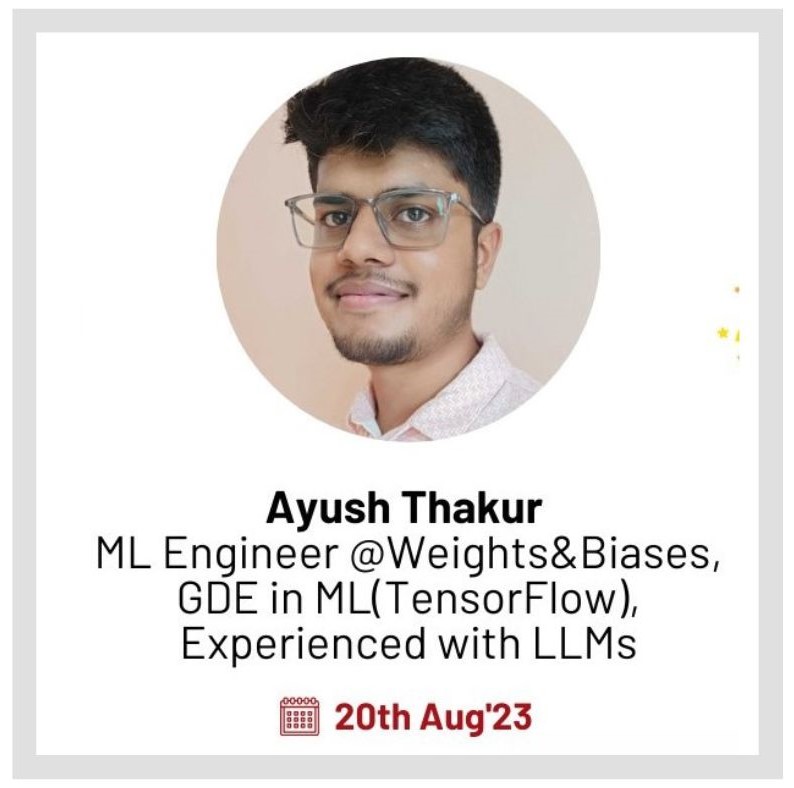 Ayush Thakur
ML Engineer @Weights&Biases,
GDE in ML(TensorFlow),
Experienced with LLMs
20th Aug'23